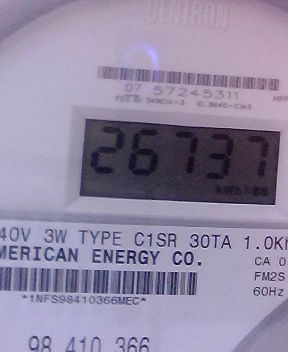 CENTRON
07 57245311
26737
kWh
40V 3W TYPE C1SR 30TA 1.0K
MERICAN ENERGY CO.
CA 0
FM2S
60Hz
*1NFS98410366MEC*
98 410 366